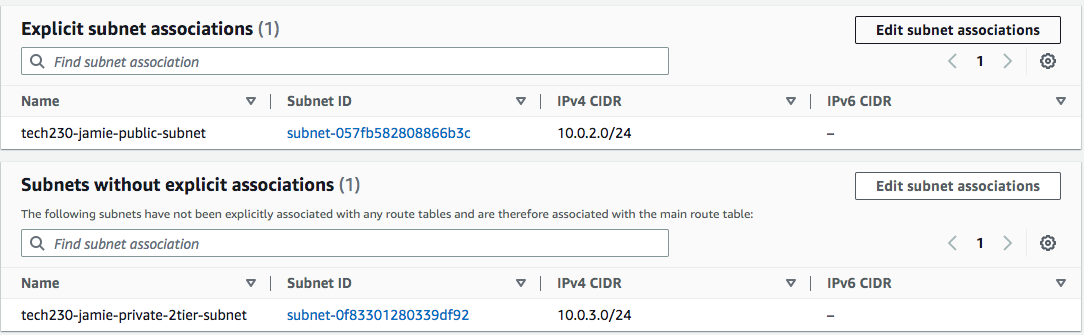 Explicit subnet associations (1)
Edit subnet associations
Find subnet association
1
Name Subnet ID IPv4 CIDR IPv6 CIDR
tech230-jamie-public-subnet subnet-057fb582808866b3c 10.0.2.0/24 –
Subnets without explicit associations (1)
Edit subnet associations
The following subnets have not been explicitly associated with any route tables and are therefore associated with the main route table:
Find subnet association
1
Name Subnet ID IPv4 CIDR IPv6 CIDR
tech230-jamie-private-2tier-subnet subnet-0f83301280339df92 10.0.3.0/24 –